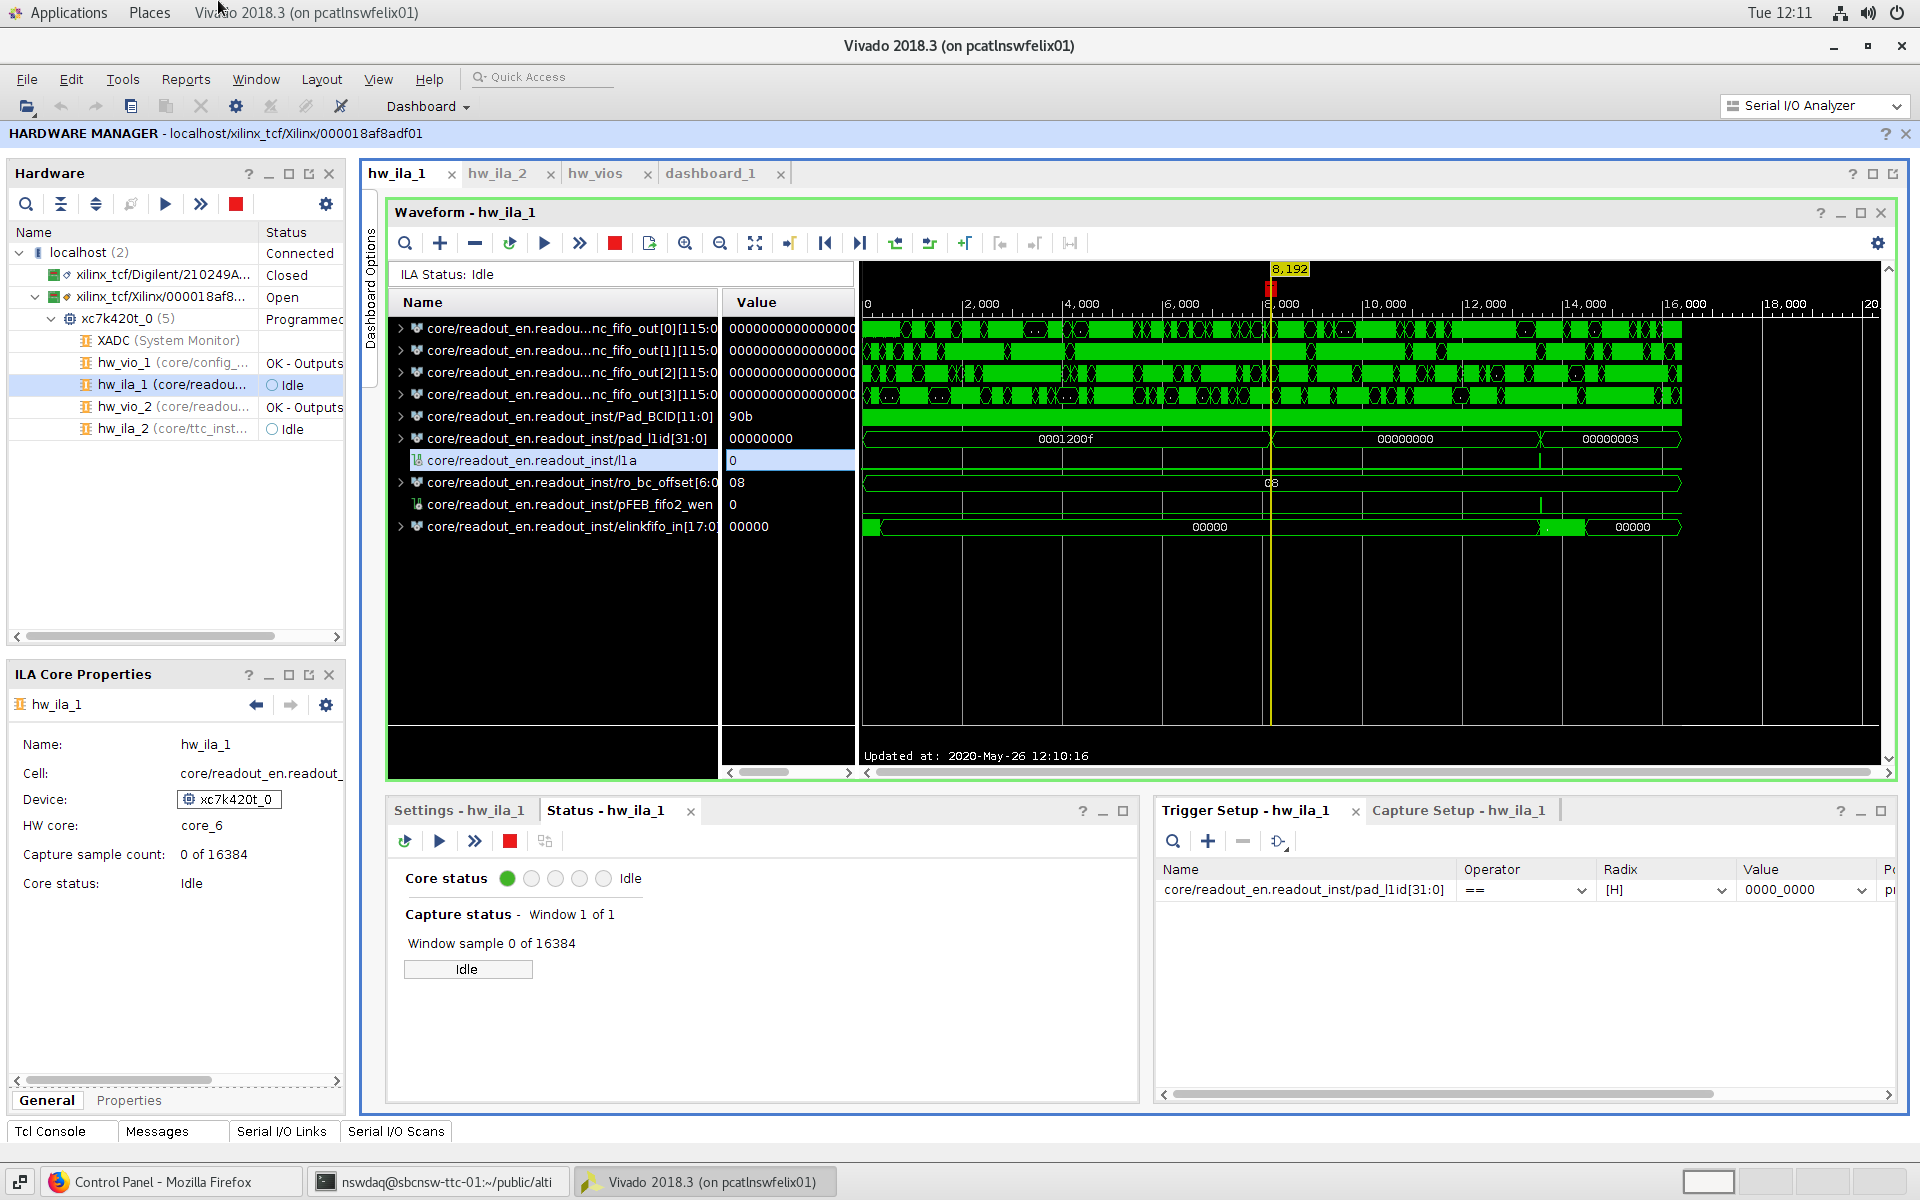 Applications Places Vivado 2018.3 (on pcatlnswfelix01) Tue 12:11
Vivado 2018.3 (on pcatlnswfelix01)
File Edit Tools Reports Window Layout View Help Quick Access
Dashboard Serial I/O Analyzer
HARDWARE MANAGER - localhost/xilinx_tcf/Xilinx/000018af8adf01
Hardware
Name Status
localhost (2) Connected
xilinx_tcf/Digilent/210249A... Closed
xilinx_tcf/Xilinx/000018af8... Open
xc7k420t_0 (5) Programmed
XADC (System Monitor)
hw_vio_1 (core/config_... OK - Outputs
hw_ila_1 (core/readou... Idle
hw_vio_2 (core/readou... OK - Outputs
hw_ila_2 (core/ttc_inst... Idle
ILA Core Properties
hw_ila_1
Name: hw_ila_1
Cell: core/readout_en.readout_
Device: xc7k420t_0
HW core: core_6
Capture sample count: 0 of 16384
Core status: Idle
General Properties
hw_ila_1 hw_ila_2 hw_vios dashboard_1
Dashboard Options
Waveform - hw_ila_1
ILA Status: Idle
Name Value
8,192
0 2,000 4,000 6,000 8,000 10,000 12,000 14,000 16,000 18,000 20,
core/readout_en.readou...nc_fifo_out[0][115:0 0000000000000000
core/readout_en.readou...nc_fifo_out[1][115:0 0000000000000000
core/readout_en.readou...nc_fifo_out[2][115:0 0000000000000000
core/readout_en.readou...nc_fifo_out[3][115:0 0000000000000000
core/readout_en.readout_inst/Pad_BCID[11:0] 90b
core/readout_en.readout_inst/pad_l1id[31:0] 00000000 0001200f 00000000 00000003
core/readout_en.readout_inst/l1a 0
core/readout_en.readout_inst/ro_bc_offset[6:0 08 08
core/readout_en.readout_inst/pFEB_fifo2_wen 0
core/readout_en.readout_inst/elinkfifo_in[17:0 00000 00000 00000
Updated at: 2020-May-26 12:10:16
Settings - hw_ila_1 Status - hw_ila_1
Core status Idle
Capture status - Window 1 of 1
Window sample 0 of 16384
Idle
Trigger Setup - hw_ila_1 Capture Setup - hw_ila_1
Name Operator Radix Value
core/readout_en.readout_inst/pad_l1id[31:0] == [H] 0000_0000
Tcl Console Messages Serial I/O Links Serial I/O Scans
Control Panel - Mozilla Firefox nswdaq@sbcnsw-ttc-01:~/public/alti Vivado 2018.3 (on pcatlnswfelix01)